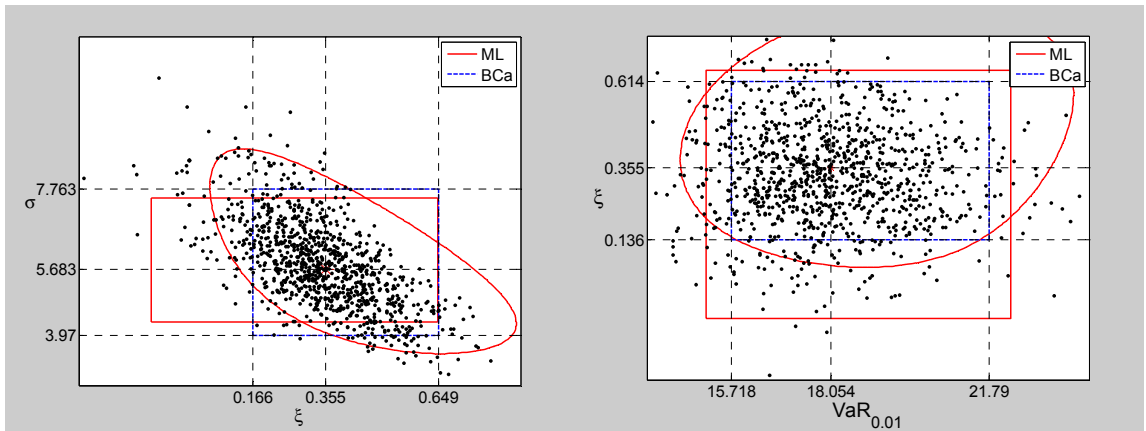 ML
BCa
7.763
σ
5.683
3.97
0.166 0.355 0.649
ξ
ML
BCa
0.614
0.355
ξ
0.136
15.718 18.054 21.79
VaR0.01